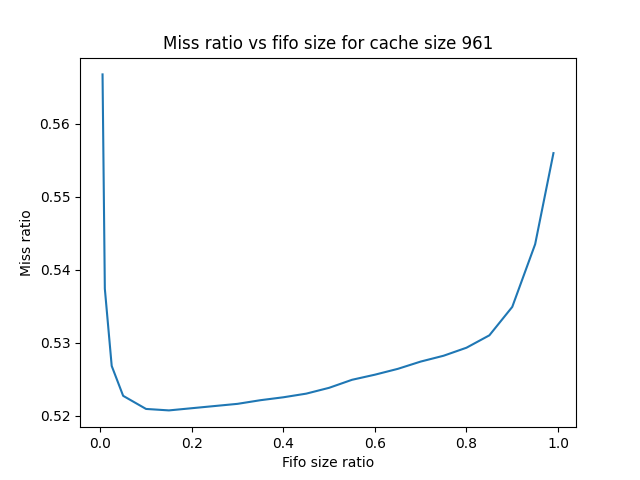 Miss ratio vs fifo size for cache size 961
0.56
0.55
0.54
0.53
0.52
Miss ratio
0.0 0.2 0.4 0.6 0.8 1.0
Fifo size ratio